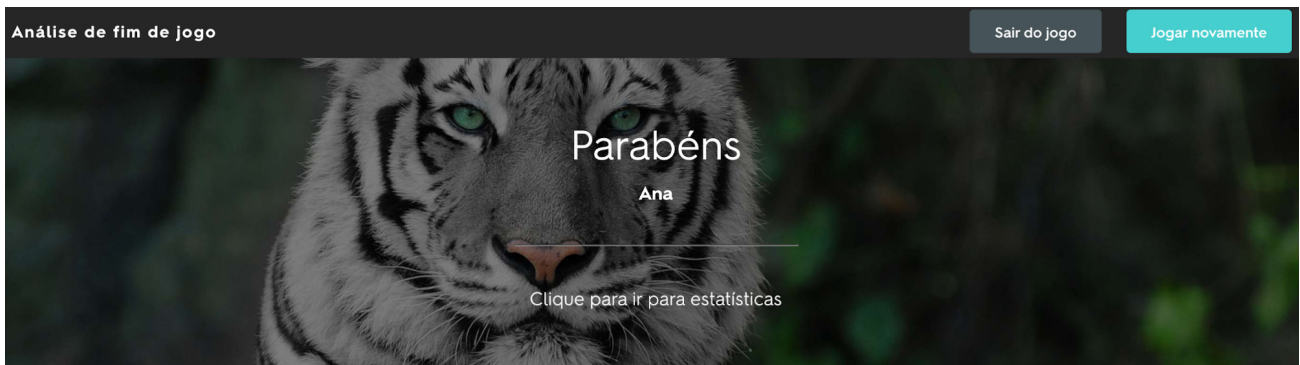 Análise de fim de jogo
Sair do jogo
Jogar novamente
Parabéns
Ana
Clique para ir para estatísticas